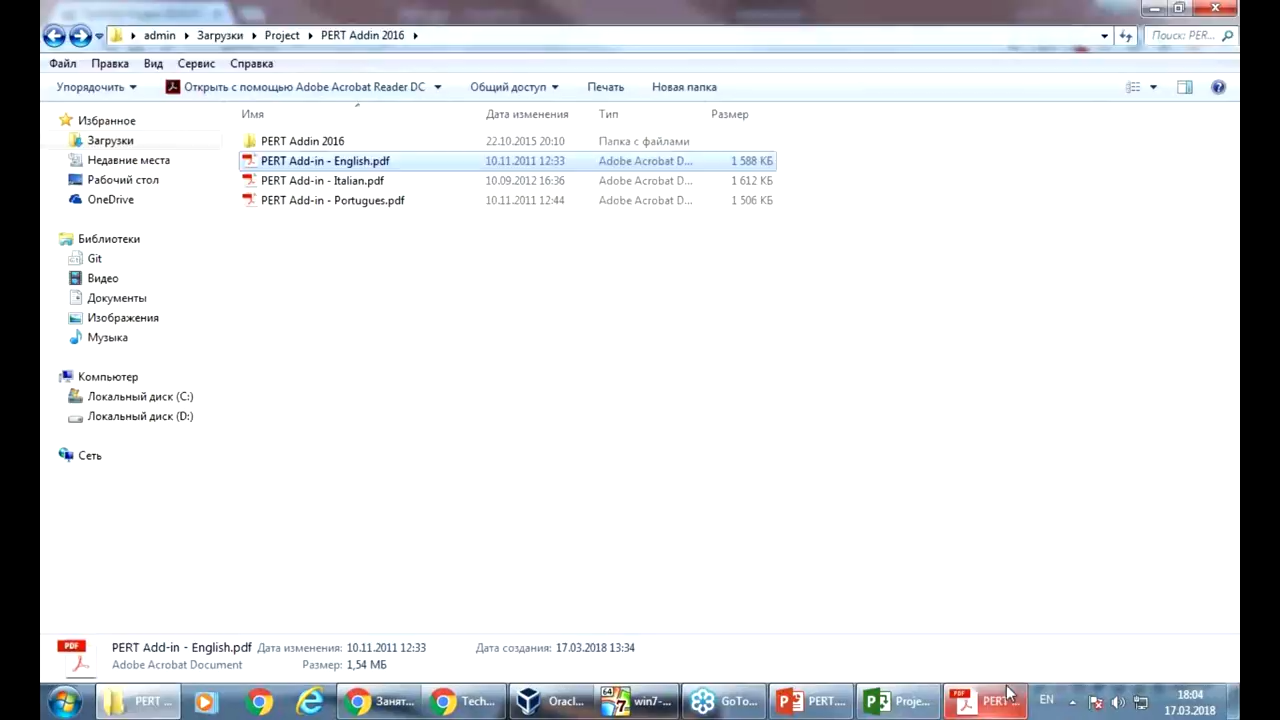 admin Загрузки Project PERT Addin 2016 Поиск: PER...
Файл Правка Вид Сервис Справка
Упорядочить Открыть с помощью Adobe Acrobat Reader DC Общий доступ Печать Новая папка
Имя Дата изменения Тип Размер
PERT Addin 2016 22.10.2015 20:10 Папка с файлами
PERT Add-in - English.pdf 10.11.2011 12:33 Adobe Acrobat D... 1 588 КБ
PERT Add-in - Italian.pdf 10.09.2012 16:36 Adobe Acrobat D... 1 612 КБ
PERT Add-in - Portugues.pdf 10.11.2011 12:44 Adobe Acrobat D... 1 506 КБ
Избранное
Загрузки
Недавние места
Рабочий стол
OneDrive
Библиотеки
Git
Видео
Документы
Изображения
Музыка
Компьютер
Локальный диск (C:)
Локальный диск (D:)
Сеть
PDF
PERT Add-in - English.pdf Дата изменения: 10.11.2011 12:33 Дата создания: 17.03.2018 13:34
Adobe Acrobat Document Размер: 1,54 МБ
PERT ... Занят... Tech... Oracl... 64 7 win7-... GoTo... PERT.... Proje... PDF PERT... EN 18:04
17.03.2018